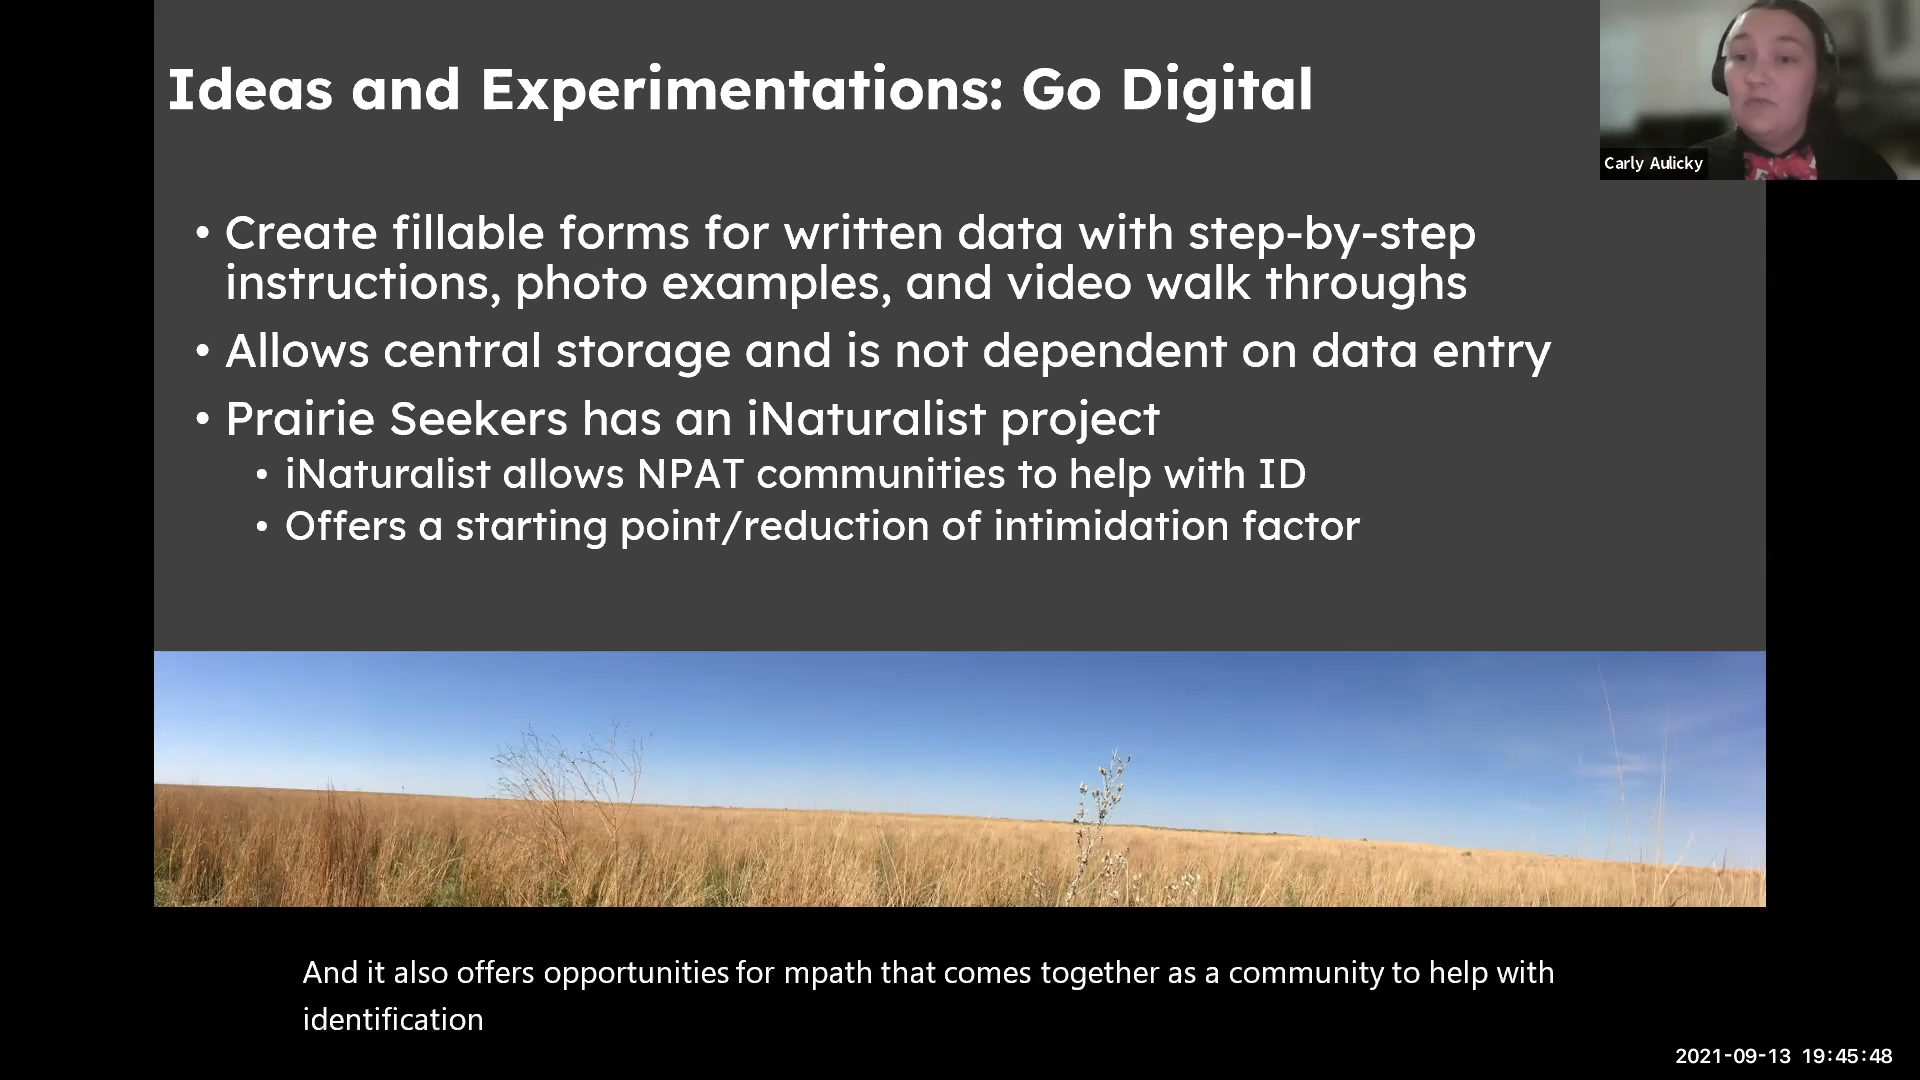 Ideas and Experimentations: Go Digital
Carly Aulicky
• Create fillable forms for written data with step-by-step
instructions, photo examples, and video walk throughs
• Allows central storage and is not dependent on data entry
• Prairie Seekers has an iNaturalist project
• iNaturalist allows NPAT communities to help with ID
• Offers a starting point/reduction of intimidation factor
And it also offers opportunities for mpath that comes together as a community to help with
identification
2021-09-13 19:45:48